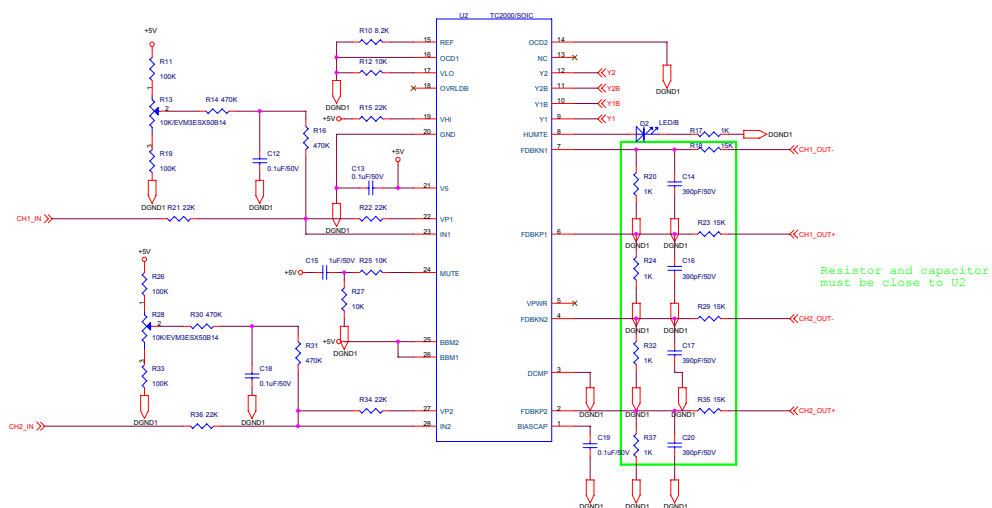 U2 TC2000/SOIC
+5V
R11
100K
1
R13
2
10K/EVM3ESX50B14
3
R19
100K
DGND1
R14 470K
C12
0.1uF/50V
DGND1
R16
470K
CH1_IN
R21 22K
R10 8.2K
R12 10K
DGND1
R15 22K
+5V
C13
0.1uF/50V
+5V
DGND1
R22 22K
C15
1uF/50V
+5V
R25 10K
R27
10K
DGND1
+5V
+5V
R26
100K
1
R28
2
10K/EVM3ESX50B14
3
R33
100K
DGND1
R30 470K
C18
0.1uF/50V
DGND1
R31
470K
R34 22K
CH2_IN
R36 22K
15 REF
16 OCD1
17 VLO
18 OVRLDB
19 VHI
20 GND
21 V5
22 VP1
23 IN1
24 MUTE
25 BBM2
26 BBM1
27 VP2
28 IN2
OCD2 14
NC 13
Y2 12
Y2B 11
Y1B 10
Y1 9
HUMTE 8
FDBKN1 7
FDBKP1 6
VPWR 5
FDBKN2 4
DCMP 3
FDBKP2 2
BIASCAP 1
DGND1
Y2
Y2B
Y1B
Y1
D2 LED/B
R17 1K
DGND1
R18 15K
CH1_OUT-
R20
1K
C14
390pF/50V
DGND1
DGND1
R23 15K
CH1_OUT+
R24
1K
C16
390pF/50V
DGND1
DGND1
R29 15K
CH2_OUT-
R32
1K
C17
390pF/50V
DGND1
DGND1
DGND1
R35 15K
CH2_OUT+
C19
0.1uF/50V
R37
1K
C20
390pF/50V
DGND1
DGND1
DGND1
Resistor and capacitor
must be close to U2